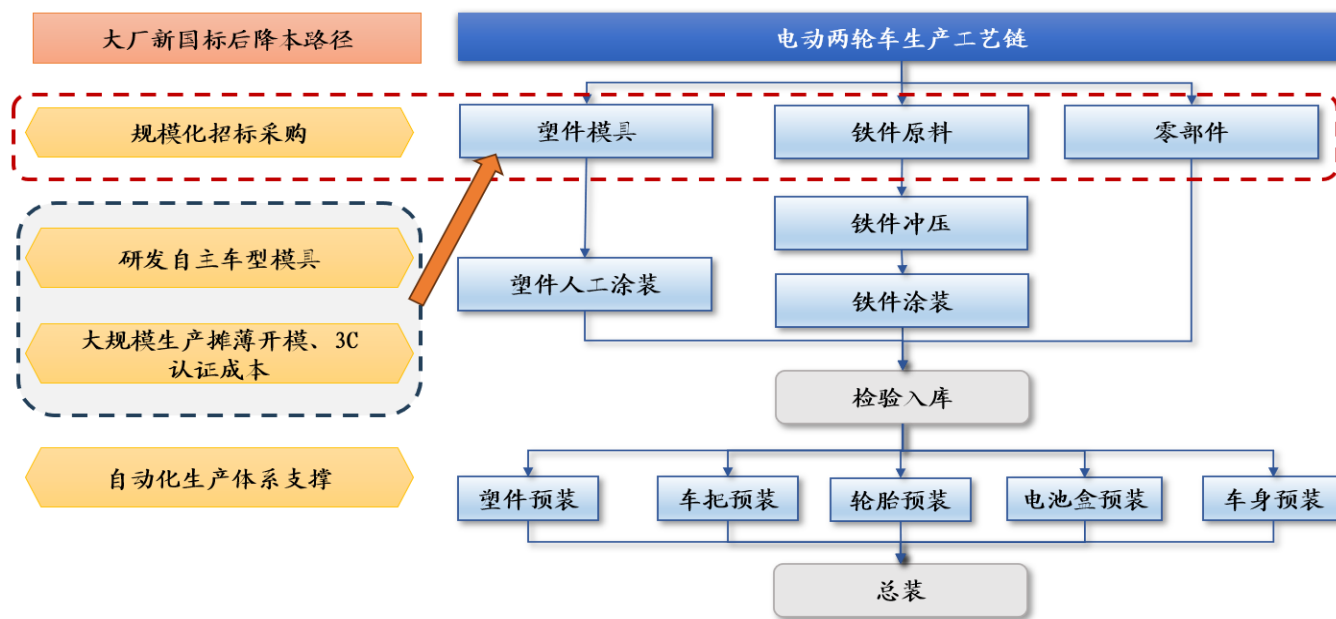 大厂新国标后降本路径
电动两轮车生产工艺链
规模化招标采购
塑件模具
铁件原料
零部件
研发自主车型模具
铁件冲压
塑件人工涂装
铁件涂装
大规模生产摊薄开模、3C
认证成本
检验入库
自动化生产体系支撑
塑件预装
车把预装
轮胎预装
电池盒预装
车身预装
总装